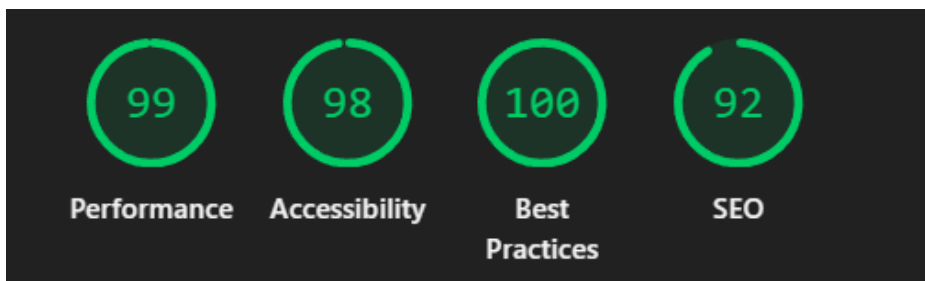 99
98
100
92
Performance
Accessibility
Best
Practices
SEO